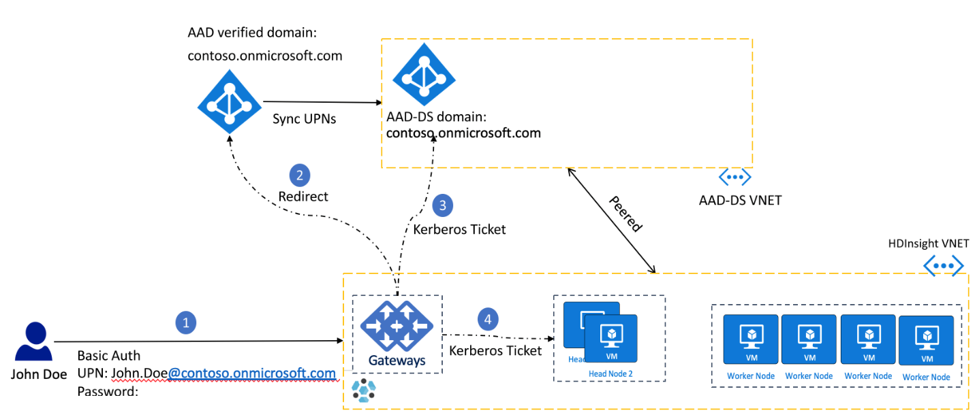 AAD verified domain:
contoso.onmicrosoft.com
Sync UPNs
AAD-DS domain:
contoso.onmicrosoft.com
2
Redirect
3
Kerberos Ticket
AAD-DS VNET
Peered
HDInsight VNET
1
John Doe
Basic Auth
UPN: John.Doe@contoso.onmicrosoft.com
Password:
Gateways
4
Kerberos Ticket
VM
Head Node 2
VM
Worker Node
VM
Worker Node
VM
Worker Node
VM
Worker Node